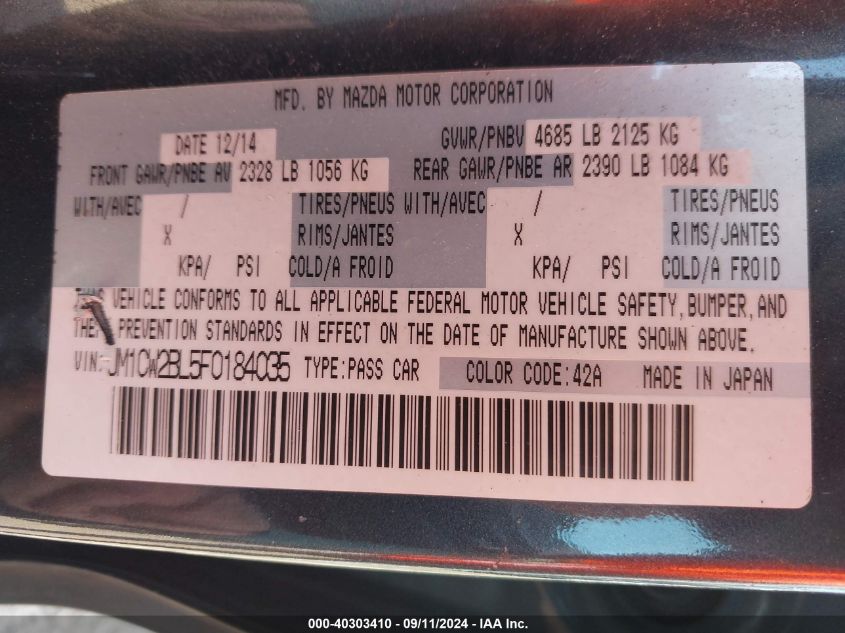 MFD. BY MAZDA MOTOR CORPORATION
DATE 12/14 GVWR/PNBV 4685 LB 2125 KG
FRONT GAWR/PNBE AV 2328 LB 1056 KG REAR GAWR/PNBE AR 2390 LB 1084 KG
WITH/AVEC / TIRES/PNEUS WITH/AVEC / TIRES/PNEUS
X RIMS/JANTES X RIMS/JANTES
KPA/ PSI COLD/A FROID KPA/ PSI COLD/A FROID
THIS VEHICLE CONFORMS TO ALL APPLICABLE FEDERAL MOTOR VEHICLE SAFETY, BUMPER, AND
THEFT PREVENTION STANDARDS IN EFFECT ON THE DATE OF MANUFACTURE SHOWN ABOVE.
VIN: JM1CW2BL5F0184035 TYPE:PASS CAR COLOR CODE:42A MADE IN JAPAN
000-40303410 - 09/11/2024 - IAA Inc.